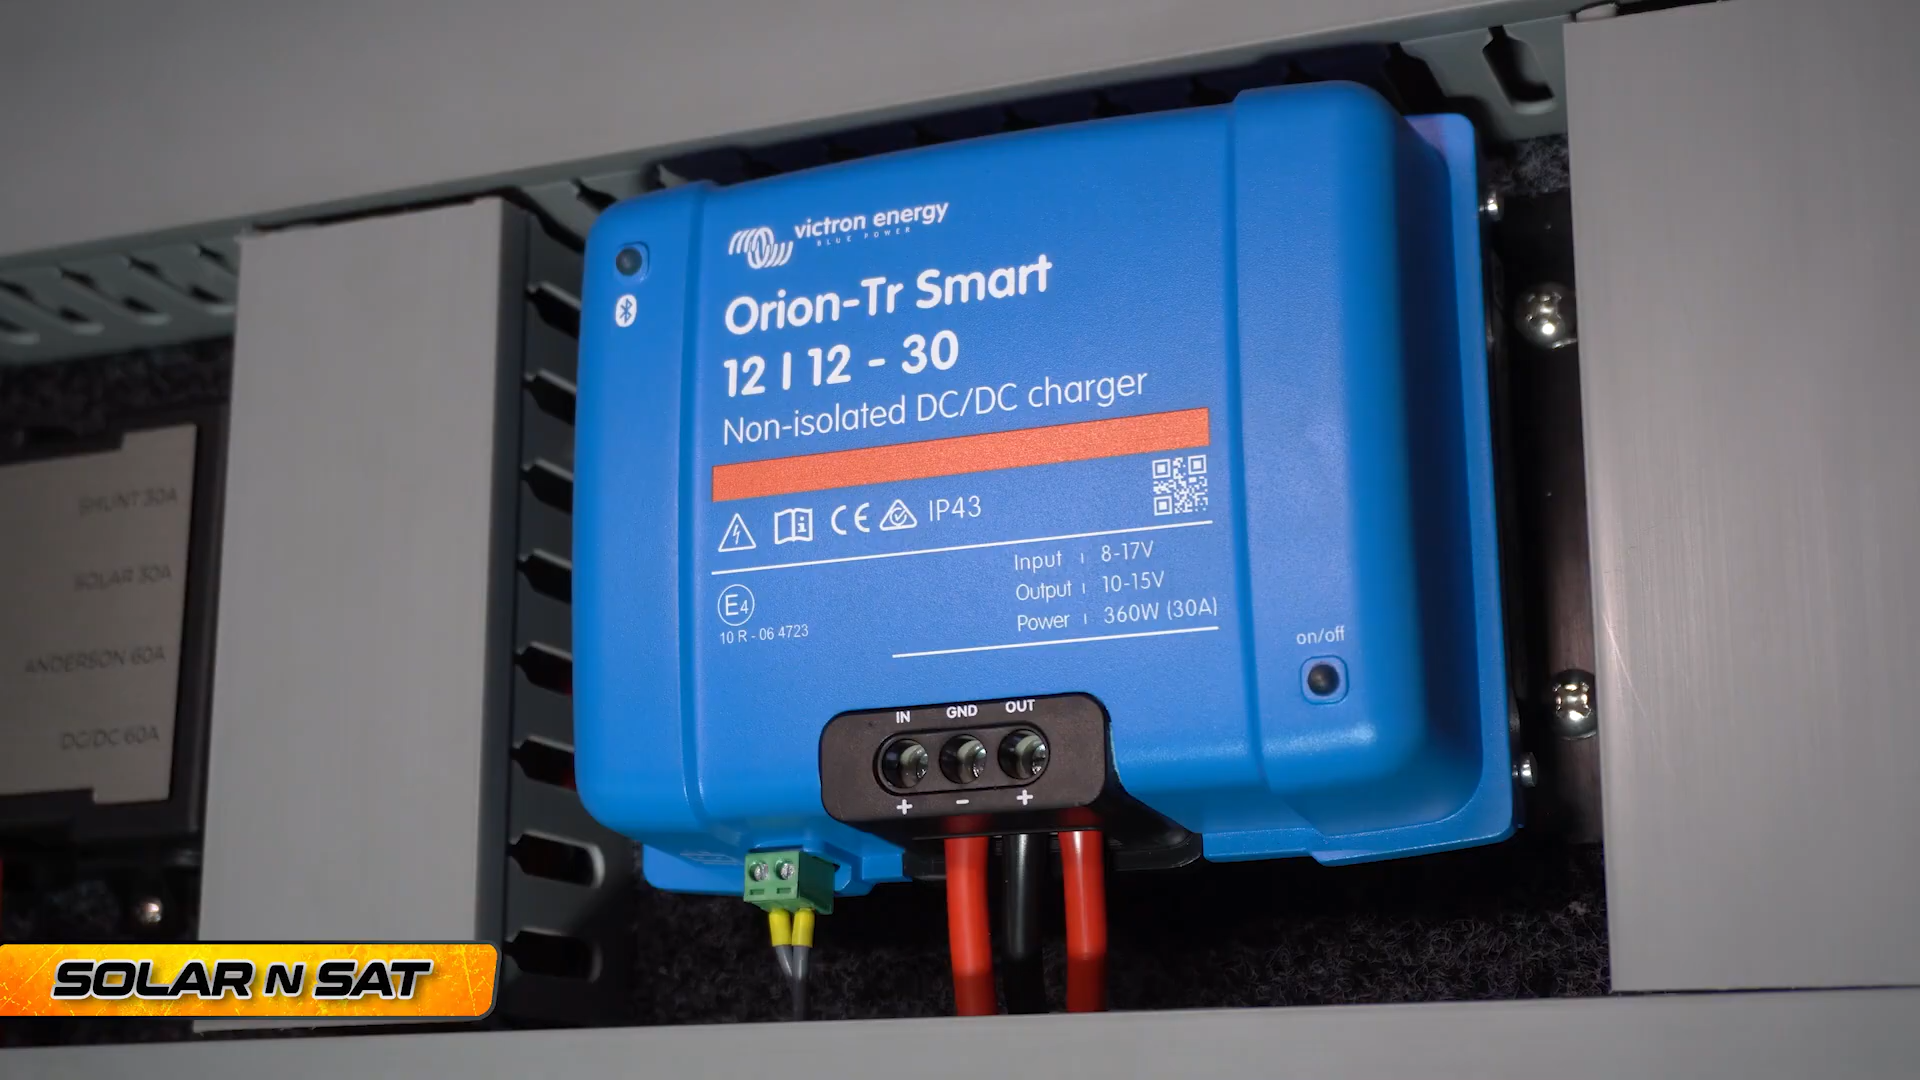 victron energy
BLUE POWER
Orion-Tr Smart
12 | 12 - 30
Non-isolated DC/DC charger
CE IP43
Input | 8-17V
Output | 10-15V
Power | 360W (30A)
E4
10 R - 06 4723
on/off
IN GND OUT
+ − +
SHUNT 30A
SOLAR 30A
ANDERSON 60A
DC/DC 60A
SOLAR N SAT